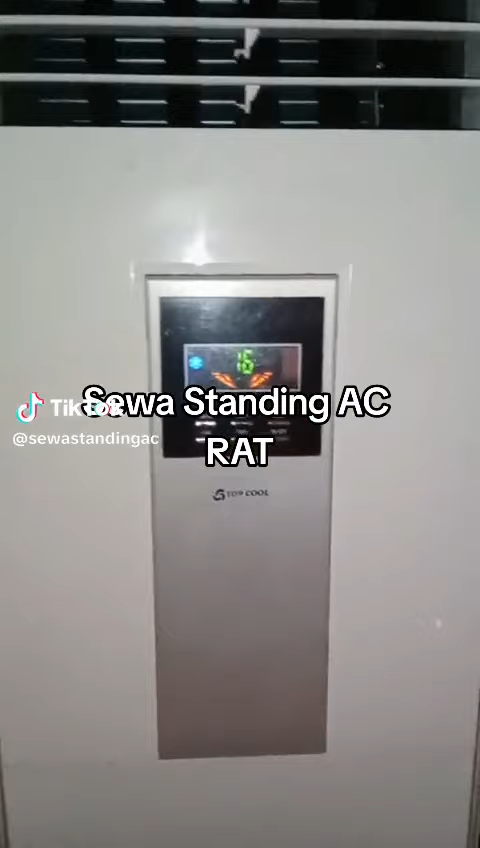 16
TikTok
Sewa Standing AC
RAT
@sewastandingac
TOP COOL